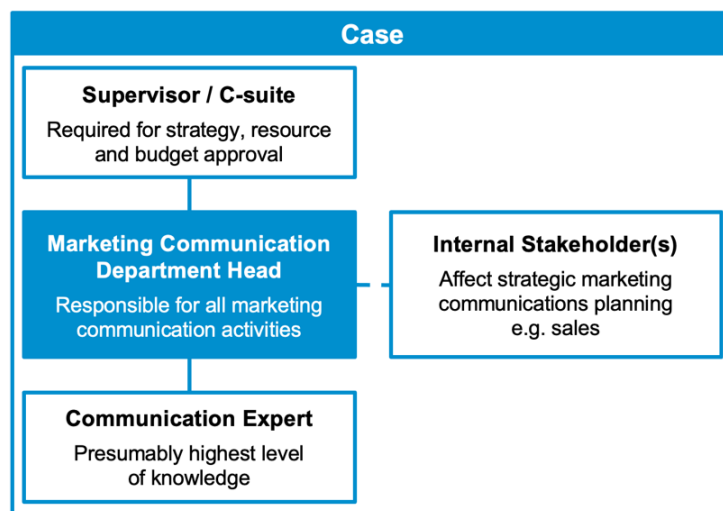 Case
Supervisor / C-suite
Required for strategy, resource
and budget approval
Marketing Communication
Department Head
Responsible for all marketing
communication activities
Internal Stakeholder(s)
Affect strategic marketing
communications planning
e.g. sales
Communication Expert
Presumably highest level
of knowledge